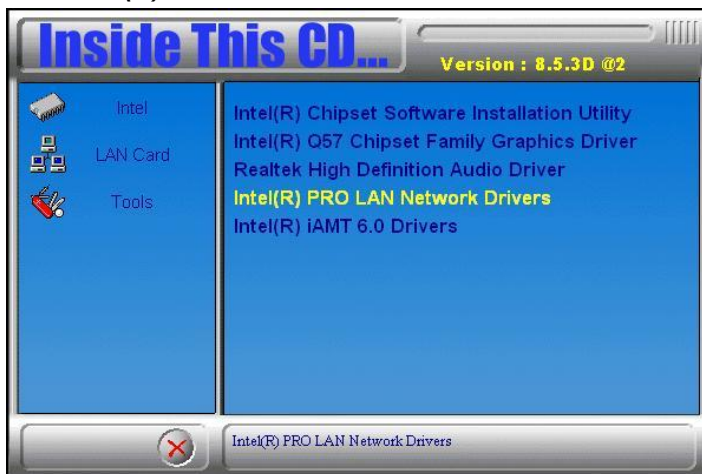 Inside This CD...
Version : 8.5.3D @2
Intel
LAN Card
Tools
Intel(R) Chipset Software Installation Utility
Intel(R) Q57 Chipset Family Graphics Driver
Realtek High Definition Audio Driver
Intel(R) PRO LAN Network Drivers
Intel(R) iAMT 6.0 Drivers
Intel(R) PRO LAN Network Drivers